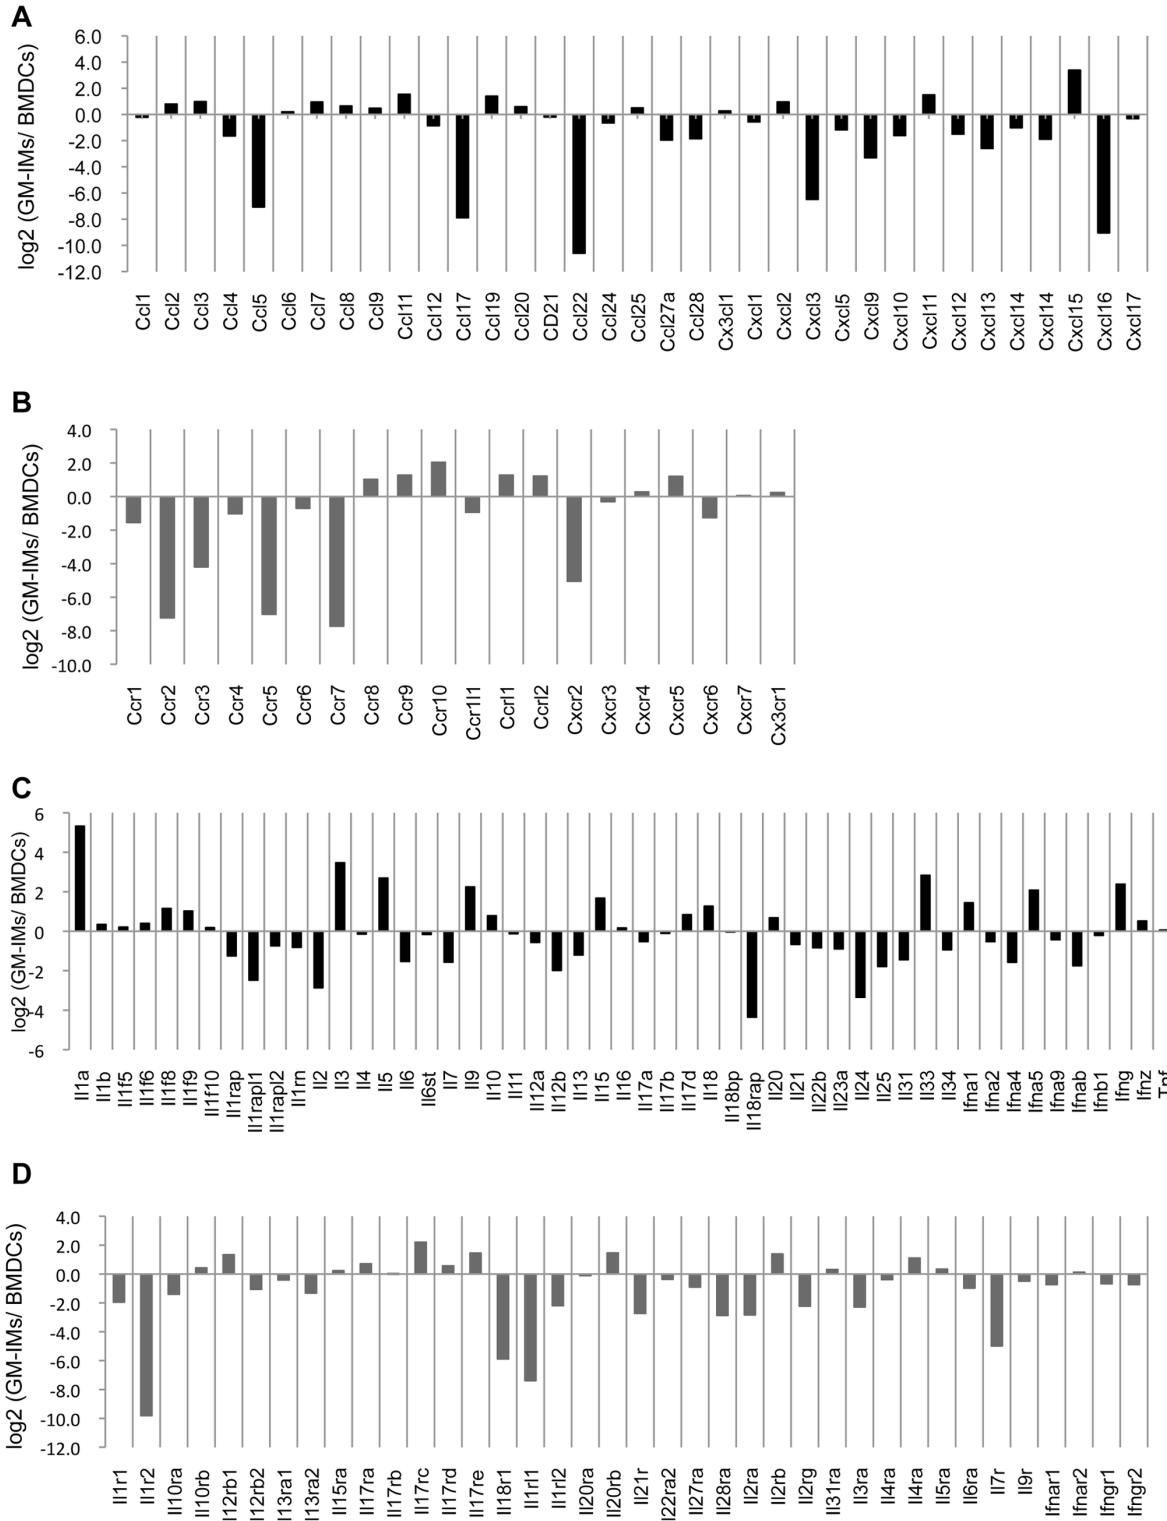 A
log2 (GM-IMs/ BMDCs)
6.0
4.0
2.0
0.0
-2.0
-4.0
-6.0
-8.0
-10.0
-12.0
Ccl1
Ccl2
Ccl3
Ccl4
Ccl5
Ccl6
Ccl7
Ccl8
Ccl9
Ccl11
Ccl12
Ccl17
Ccl19
Ccl20
CD21
Ccl22
Ccl24
Ccl25
Ccl27a
Ccl28
Cx3cl1
Cxcl1
Cxcl2
Cxcl3
Cxcl5
Cxcl9
Cxcl10
Cxcl11
Cxcl12
Cxcl13
Cxcl14
Cxcl14
Cxcl15
Cxcl16
Cxcl17
B
log2 (GM-IMs/ BMDCs)
4.0
2.0
0.0
-2.0
-4.0
-6.0
-8.0
-10.0
Ccr1
Ccr2
Ccr3
Ccr4
Ccr5
Ccr6
Ccr7
Ccr8
Ccr9
Ccr10
Ccr1l1
Ccrl1
Ccrl2
Cxcr2
Cxcr3
Cxcr4
Cxcr5
Cxcr6
Cxcr7
Cx3cr1
C
log2 (GM-IMs/ BMDCs)
6
4
2
0
-2
-4
-6
Il1a
Il1b
Il1f5
Il1f6
Il1f8
Il1f9
Il1f10
Il1rap
Il1rapl1
Il1rapl2
Il1rn
Il2
Il3
Il4
Il5
Il6
Il6st
Il7
Il9
Il10
Il11
Il12a
Il12b
Il13
Il15
Il16
Il17a
Il17b
Il17d
Il18
Il18bp
Il18rap
Il20
Il21
Il22b
Il23a
Il24
Il25
Il31
Il33
Il34
Ifna1
Ifna2
Ifna4
Ifna5
Ifna9
Ifnab
Ifnb1
Ifng
Ifnz
Tnf
D
log2 (GM-IMs/ BMDCs)
4.0
2.0
0.0
-2.0
-4.0
-6.0
-8.0
-10.0
-12.0
Il1r1
Il1r2
Il10ra
Il10rb
I12rb1
I12rb2
I13ra1
I13ra2
Il15ra
Il17ra
Il17rb
Il17rc
Il17rd
Il17re
Il18r1
Il1rl1
Il1rl2
Il20ra
Il20rb
Il21r
I22ra2
Il27ra
Il28ra
Il2ra
Il2rb
Il2rg
Il31ra
Il3ra
Il4ra
Il4ra
Il5ra
Il6ra
Il7r
Il9r
Ifnar1
Ifnar2
Ifngr1
Ifngr2